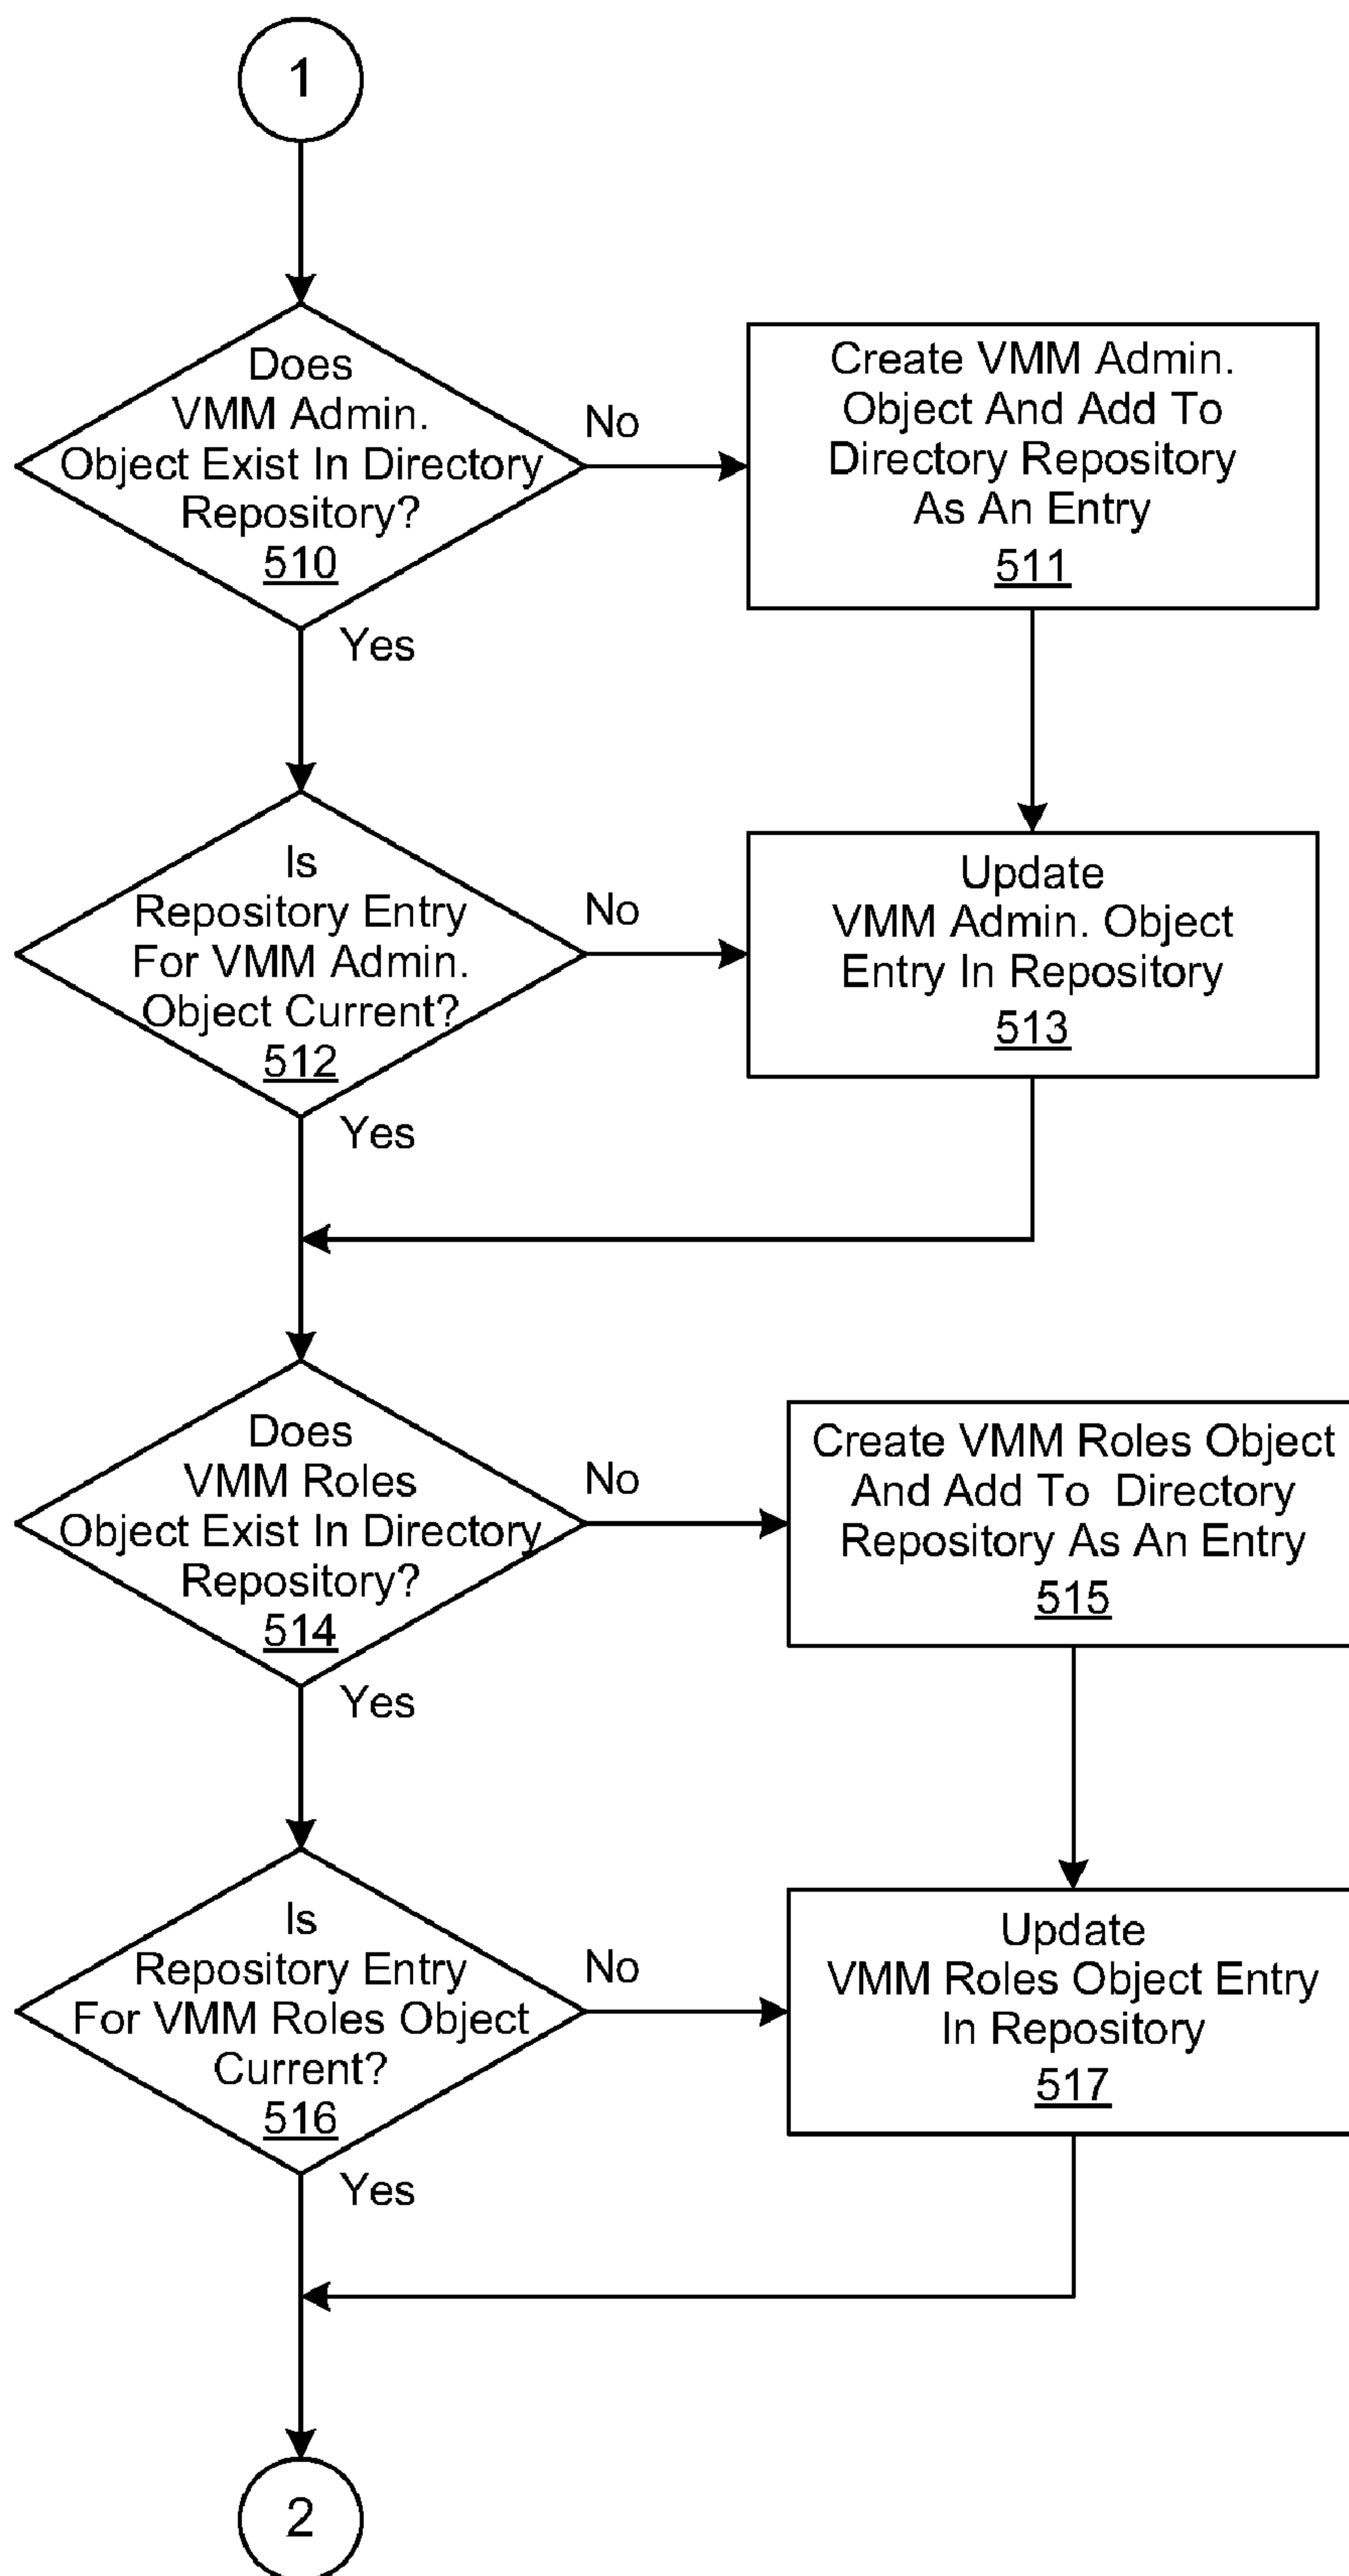 1
Does
VMM Admin.
Object Exist In Directory
Repository?
510
No
Create VMM Admin.
Object And Add To
Directory Repository
As An Entry
511
Yes
Is
Repository Entry
For VMM Admin.
Object Current?
512
No
Update
VMM Admin. Object
Entry In Repository
513
Yes
Does
VMM Roles
Object Exist In Directory
Repository?
514
No
Create VMM Roles Object
And Add To Directory
Repository As An Entry
515
Yes
Is
Repository Entry
For VMM Roles Object
Current?
516
No
Update
VMM Roles Object Entry
In Repository
517
Yes
2